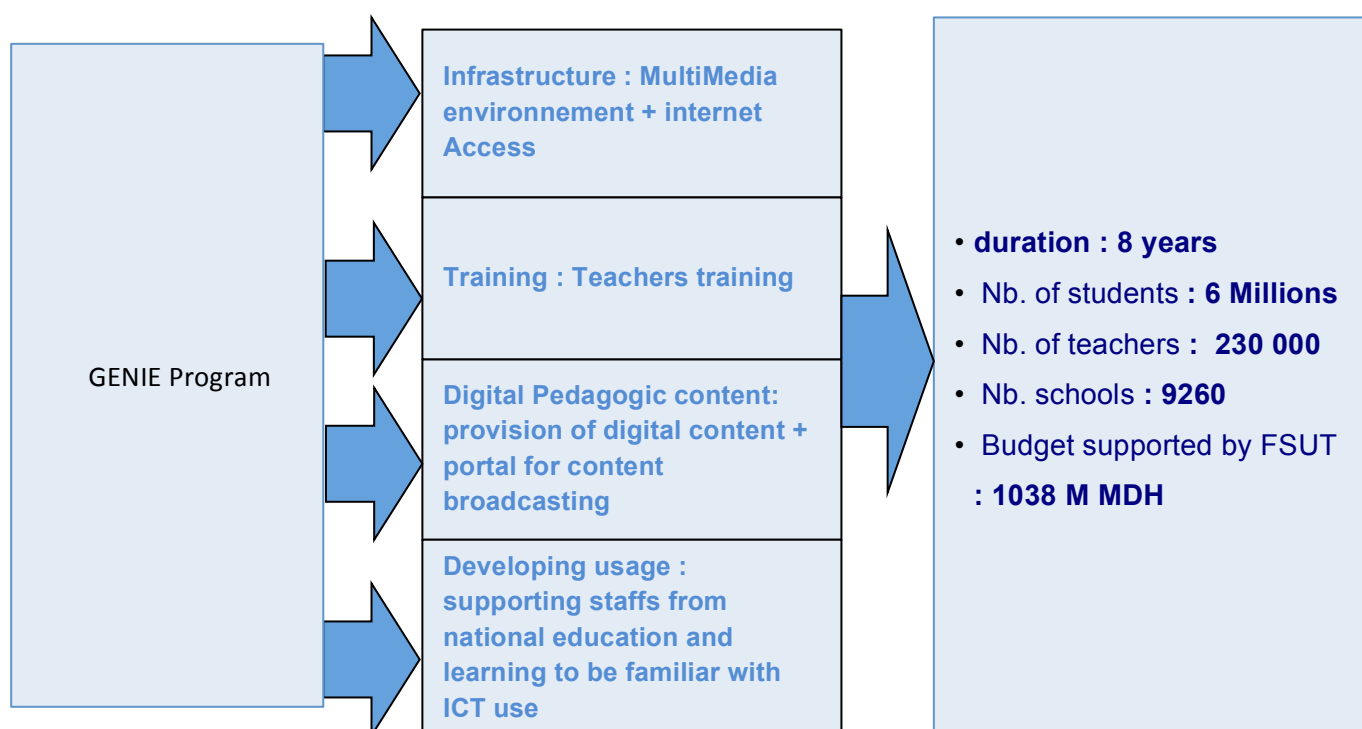 GENIE Program
Infrastructure : MultiMedia
environnement + internet
Access
Training : Teachers training
Digital Pedagogic content:
provision of digital content +
portal for content
broadcasting
Developing usage :
supporting staffs from
national education and
learning to be familiar with
ICT use
• duration : 8 years
• Nb. of students : 6 Millions
• Nb. of teachers : 230 000
• Nb. schools : 9260
• Budget supported by FSUT
: 1038 M MDH